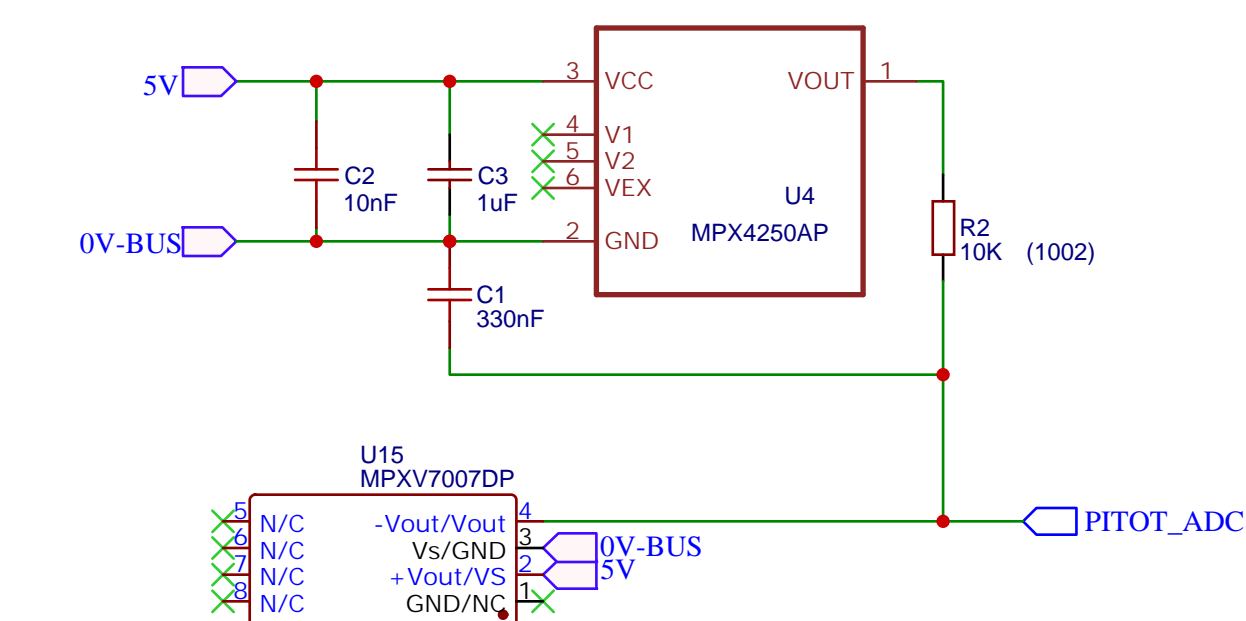 5V
3 VCC
VOUT 1
4 V1
5 V2
6 VEX
C2
10nF
C3
1uF
U4
MPX4250AP
0V-BUS
2 GND
R2
10K (1002)
C1
330nF
U15
MPXV7007DP
5 N/C -Vout/Vout 4
PITOT_ADC
6 N/C Vs/GND 3 0V-BUS
7 N/C +Vout/VS 2 5V
8 N/C GND/NC 1